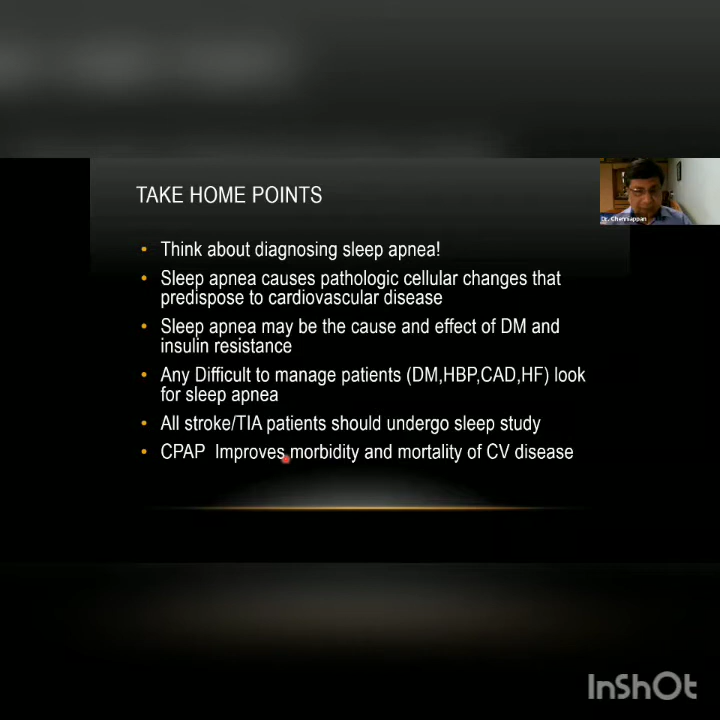 TAKE HOME POINTS
Dr. Chenniappan
• Think about diagnosing sleep apnea!
• Sleep apnea causes pathologic cellular changes that
predispose to cardiovascular disease
• Sleep apnea may be the cause and effect of DM and
insulin resistance
• Any Difficult to manage patients (DM,HBP,CAD,HF) look
for sleep apnea
• All stroke/TIA patients should undergo sleep study
• CPAP Improves morbidity and mortality of CV disease
InShOt